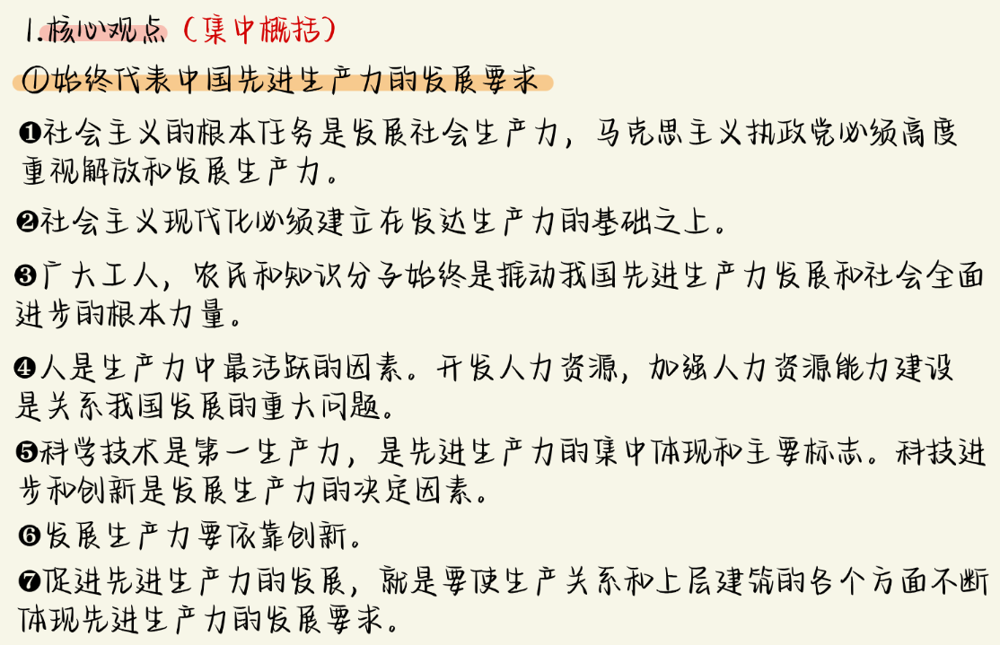 1.核心观点（集中概括）
①始终代表中国先进生产力的发展要求
❶社会主义的根本任务是发展社会生产力，马克思主义执政党必须高度
重视解放和发展生产力。
❷社会主义现代化必须建立在发达生产力的基础之上。
❸广大工人，农民和知识分子始终是推动我国先进生产力发展和社会全面
进步的根本力量。
❹人是生产力中最活跃的因素。开发人力资源，加强人力资源能力建设
是关系我国发展的重大问题。
❺科学技术是第一生产力，是先进生产力的集中体现和主要标志。科技进
步和创新是发展生产力的决定因素。
❻发展生产力要依靠创新。
❼促进先进生产力的发展，就是要使生产关系和上层建筑的各个方面不断
体现先进生产力的发展要求。